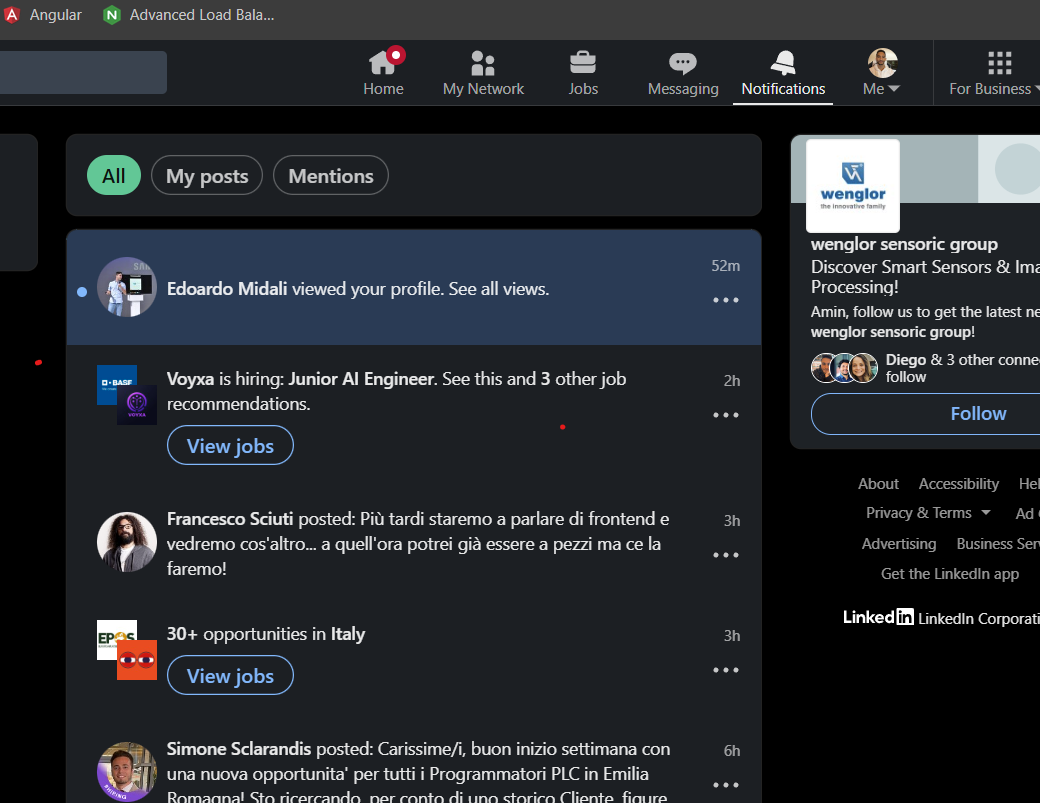 Angular
Advanced Load Bala...
Home
My Network
Jobs
Messaging
Notifications
Me
For Business
All
My posts
Mentions
Edoardo Midali viewed your profile. See all views.
52m
BASF
VOYXA
Voyxa is hiring: Junior AI Engineer. See this and 3 other job
recommendations.
2h
View jobs
Francesco Sciuti posted: Più tardi staremo a parlare di frontend e
vedremo cos'altro... a quell'ora potrei già essere a pezzi ma ce la
faremo!
3h
EPOS
30+ opportunities in Italy
3h
View jobs
Simone Sclarandis posted: Carissime/i, buon inizio settimana con
una nuova opportunita' per tutti i Programmatori PLC in Emilia
Romagna! Sto ricercando, per conto di uno storico Cliente, figure
6h
wenglor
the innovative family
wenglor sensoric group
Discover Smart Sensors & Ima
Processing!
Amin, follow us to get the latest ne
wenglor sensoric group!
Diego & 3 other conne
follow
Follow
About Accessibility Hel
Privacy & Terms Ad
Advertising Business Serv
Get the LinkedIn app
LinkedIn LinkedIn Corporati